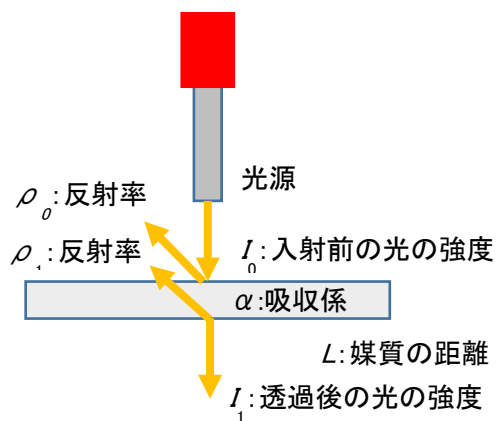 光源
ρ0:反射率
ρ1:反射率
I0:入射前の光の強度
α:吸収係
L:媒質の距離
I1:透過後の光の強度